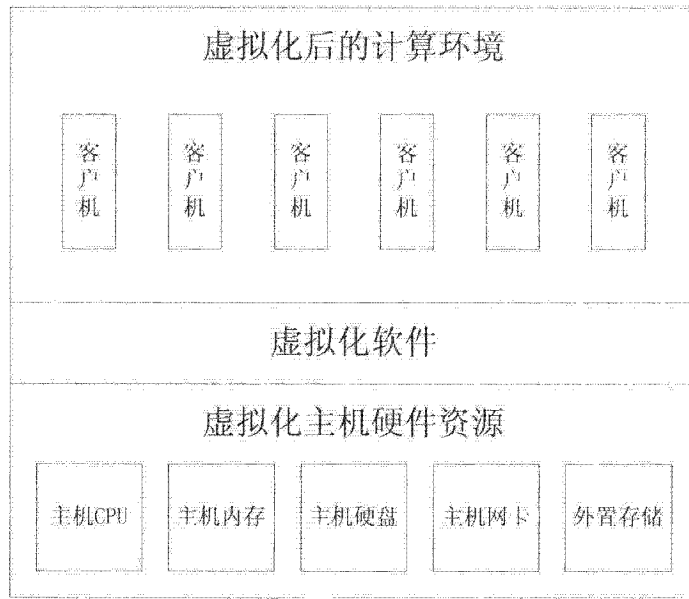 虚拟化后的计算环境
客户机
客户机
客户机
客户机
客户机
客户机
虚拟化软件
虚拟化主机硬件资源
主机CPU
主机内存
主机硬盘
主机网卡
外置存储